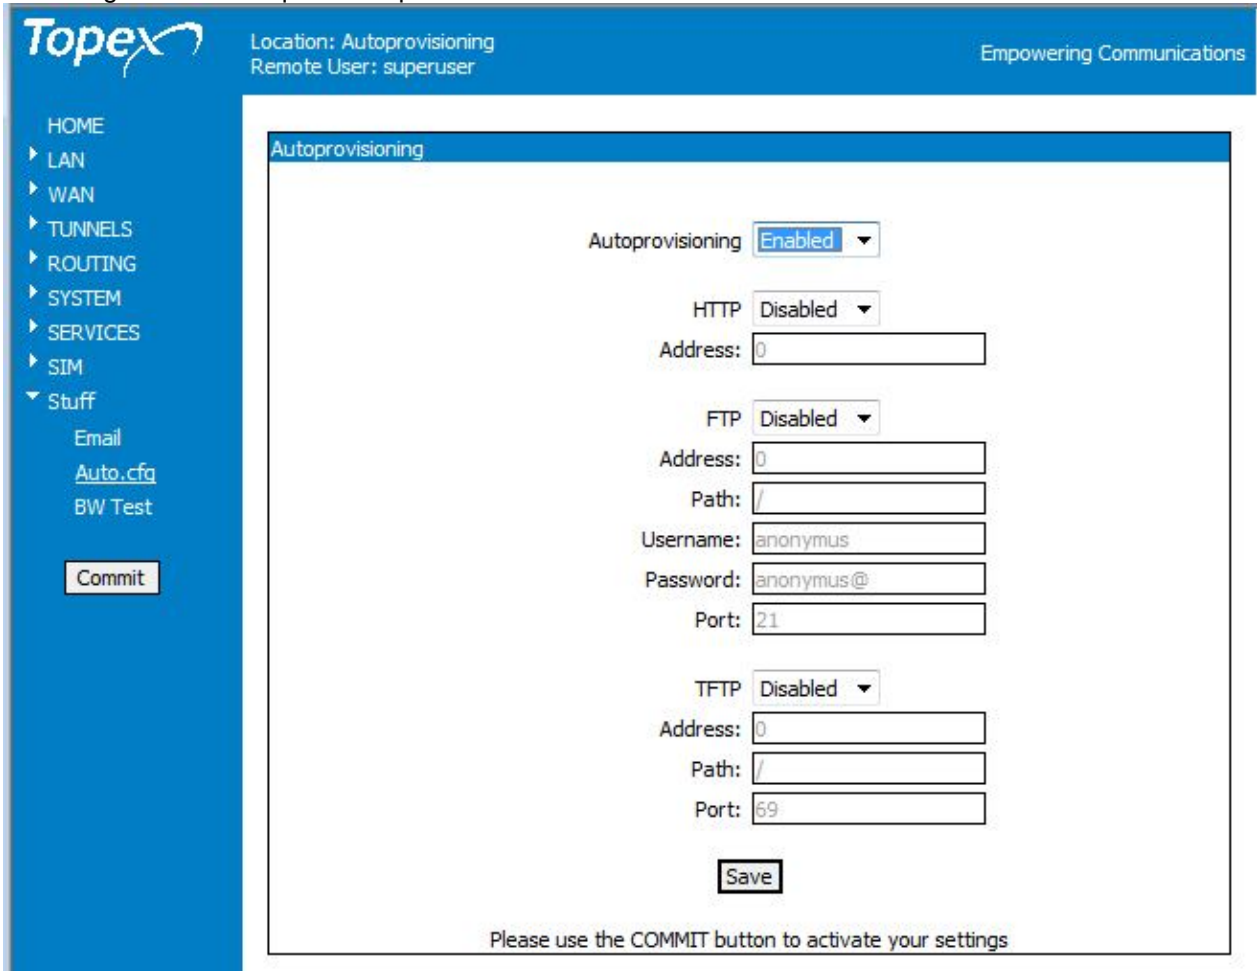 Topex
Location: Autoprovisioning
Remote User: superuser
Empowering Communications
HOME
LAN
WAN
TUNNELS
ROUTING
SYSTEM
SERVICES
SIM
Stuff
Email
Auto.cfg
BW Test
Commit
Autoprovisioning
Autoprovisioning Enabled
HTTP Disabled
Address: 0
FTP Disabled
Address: 0
Path: /
Username: anonymus
Password: anonymus@
Port: 21
TFTP Disabled
Address: 0
Path: /
Port: 69
Save
Please use the COMMIT button to activate your settings